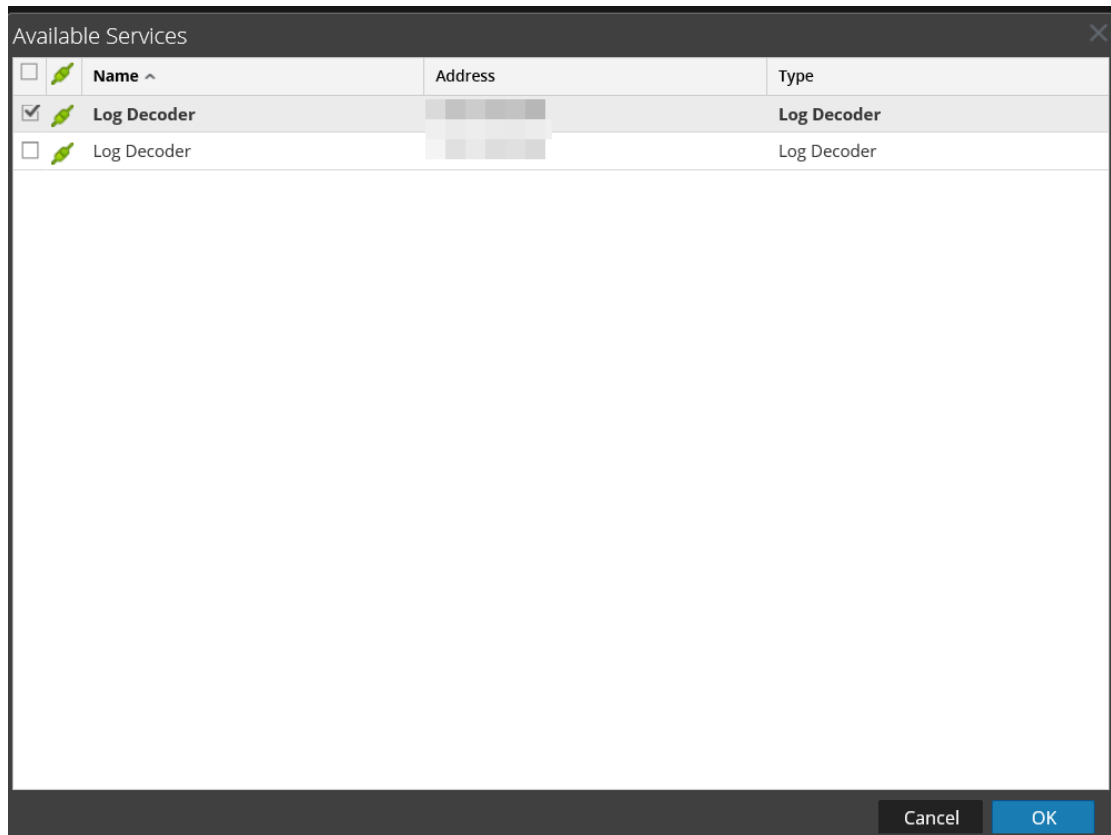 Available Services
Name Address Type
Log Decoder Log Decoder
Log Decoder Log Decoder
Cancel OK